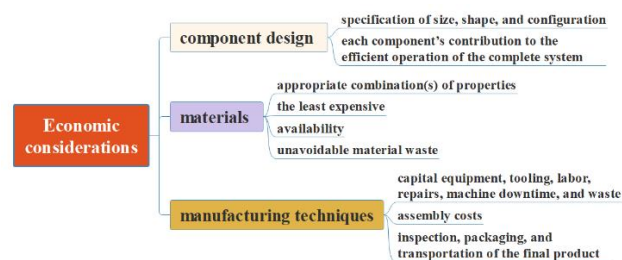 Economic
considerations
component design
specification of size, shape, and configuration
each component's contribution to the
efficient operation of the complete system
materials
appropriate combination(s) of properties
the least expensive
availability
unavoidable material waste
manufacturing techniques
capital equipment, tooling, labor,
repairs, machine downtime, and waste
assembly costs
inspection, packaging, and
transportation of the final product